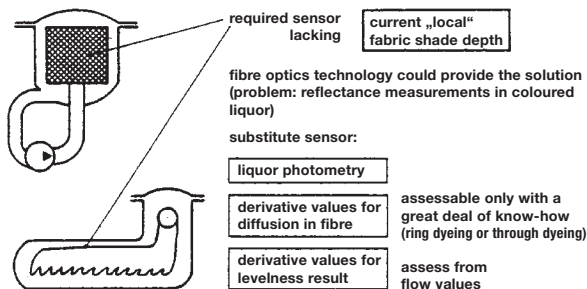 required sensor
lacking
current „local“
fabric shade depth
fibre optics technology could provide the solution
(problem: reflectance measurements in coloured
liquor)
substitute sensor:
liquor photometry
derivative values for
diffusion in fibre
assessable only with a
great deal of know-how
(ring dyeing or through dyeing)
derivative values for
levelness result
assess from
flow values